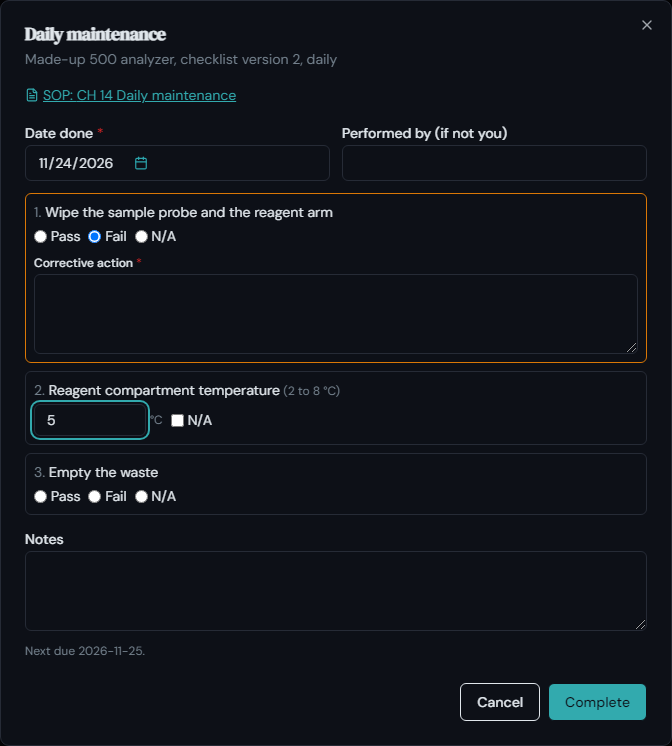 Daily maintenance
Made-up 500 analyzer, checklist version 2, daily
SOP: CH 14 Daily maintenance
Date done *
Performed by (if not you)
11/24/2026
1. Wipe the sample probe and the reagent arm
Pass Fail N/A
Corrective action *
2. Reagent compartment temperature (2 to 8 °C)
5 °C N/A
3. Empty the waste
Pass Fail N/A
Notes
Next due 2026-11-25.
Cancel Complete